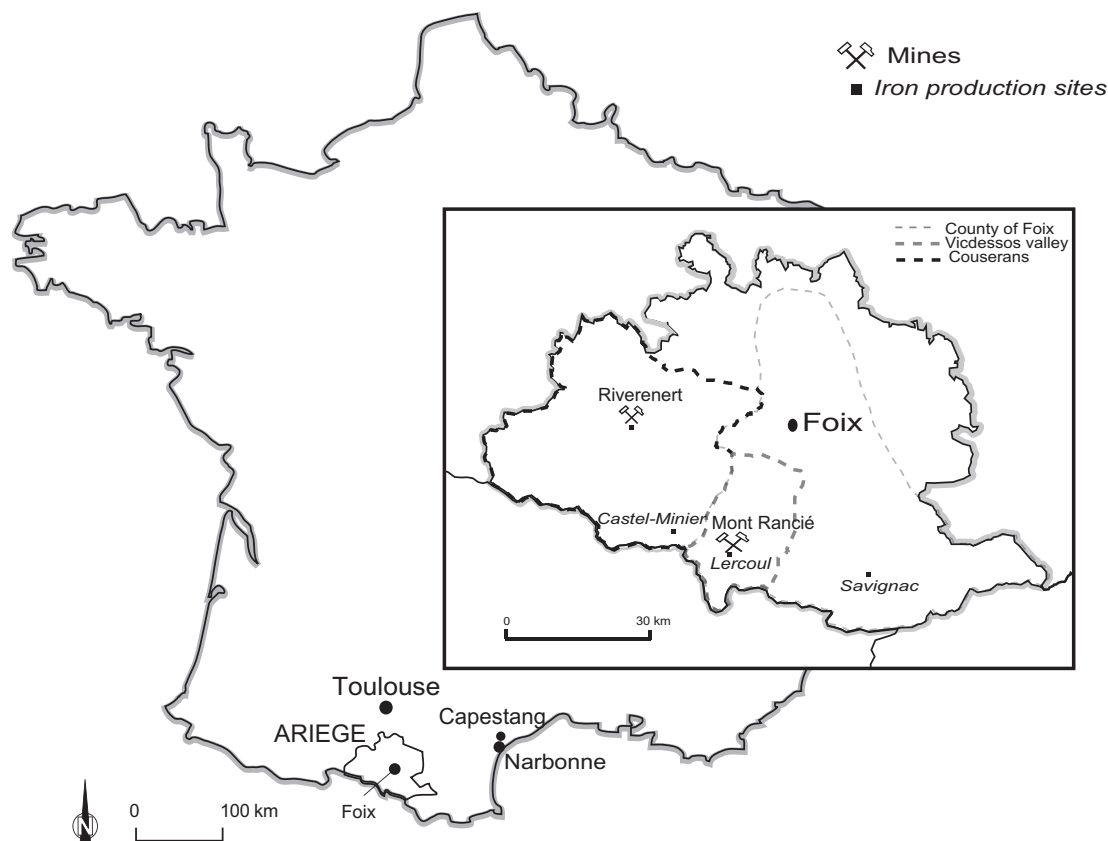 Mines
Iron production sites
County of Foix
Vicdessos valley
Couserans
Riverenert
Foix
Castel-Minier
Mont Rancié
Lercoul
Savignac
0 30 km
Toulouse
Capestang
ARIEGE
Narbonne
Foix
0 100 km
N